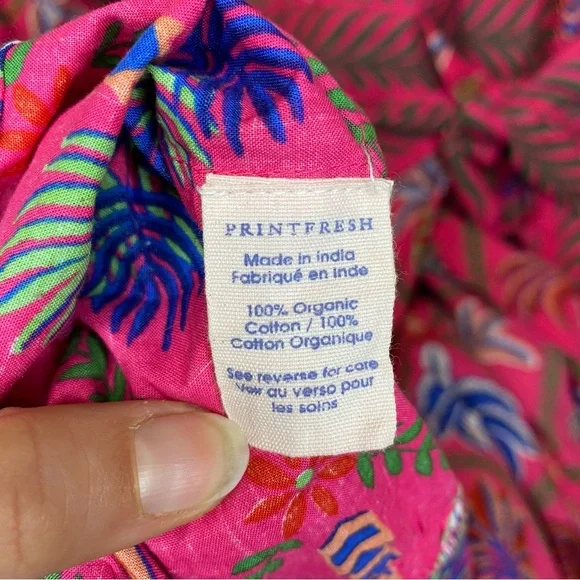 PRINTFRESH
Made in india
Fabriqué en Inde
100% Organic
Cotton / 100%
Cotton Organique
See reverse for care
Voir au verso pour
les soins